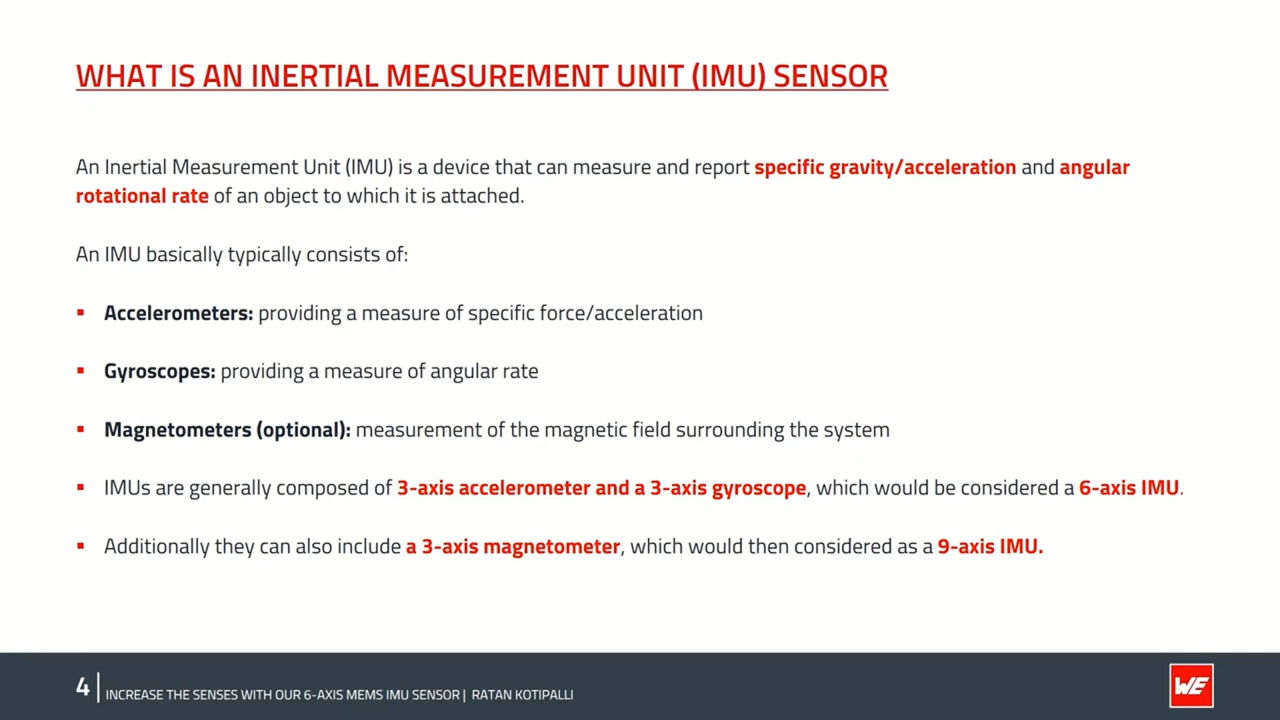 WHAT IS AN INERTIAL MEASUREMENT UNIT (IMU) SENSOR
An Inertial Measurement Unit (IMU) is a device that can measure and report specific gravity/acceleration and angular
rotational rate of an object to which it is attached.
An IMU basically typically consists of:
▪ Accelerometers: providing a measure of specific force/acceleration
▪ Gyroscopes: providing a measure of angular rate
▪ Magnetometers (optional): measurement of the magnetic field surrounding the system
▪ IMUs are generally composed of 3-axis accelerometer and a 3-axis gyroscope, which would be considered a 6-axis IMU.
▪ Additionally they can also include a 3-axis magnetometer, which would then considered as a 9-axis IMU.
4 | INCREASE THE SENSES WITH OUR 6-AXIS MEMS IMU SENSOR | RATAN KOTIPALLI
WE